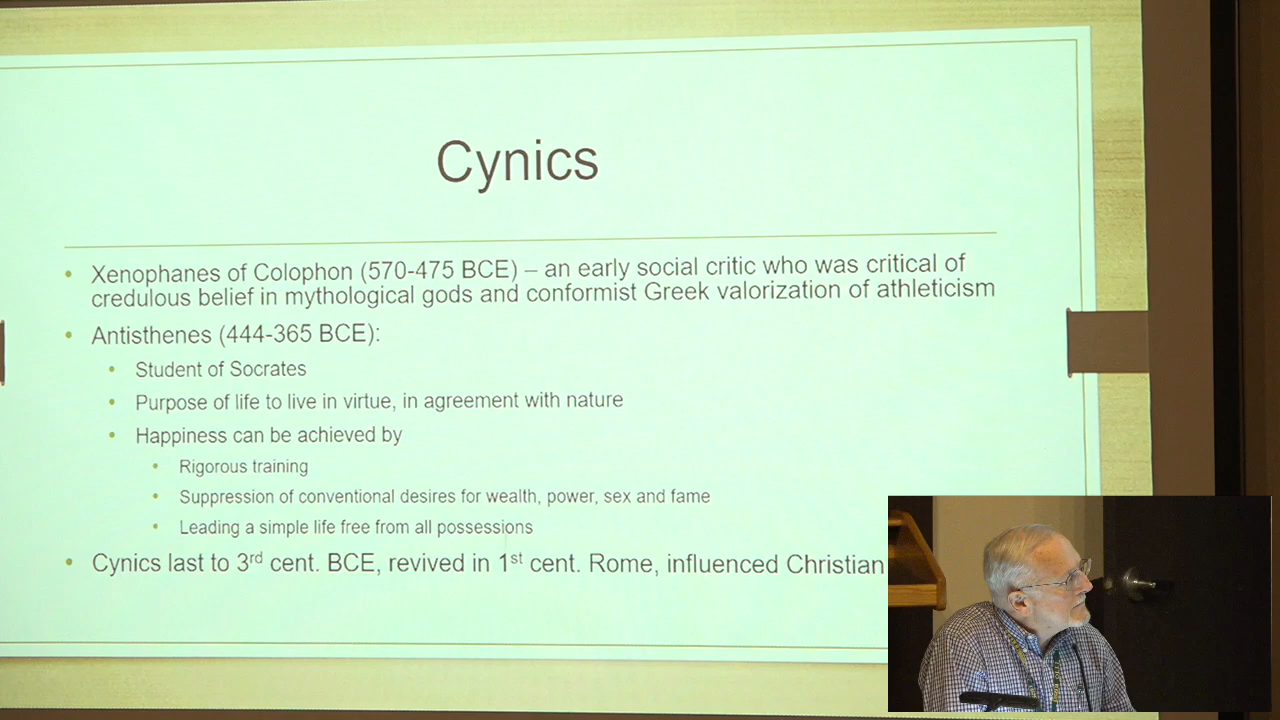 Cynics
• Xenophanes of Colophon (570-475 BCE) – an early social critic who was critical of
credulous belief in mythological gods and conformist Greek valorization of athleticism
• Antisthenes (444-365 BCE):
• Student of Socrates
• Purpose of life to live in virtue, in agreement with nature
• Happiness can be achieved by
• Rigorous training
• Suppression of conventional desires for wealth, power, sex and fame
• Leading a simple life free from all possessions
• Cynics last to 3rd cent. BCE, revived in 1st cent. Rome, influenced Christian